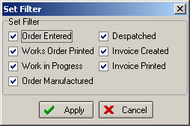 Set Filter
Set Filter
Order Entered
Despatched
Works Order Printed
Invoice Created
Work in Progress
Invoice Printed
Order Manufactured
Apply
Cancel